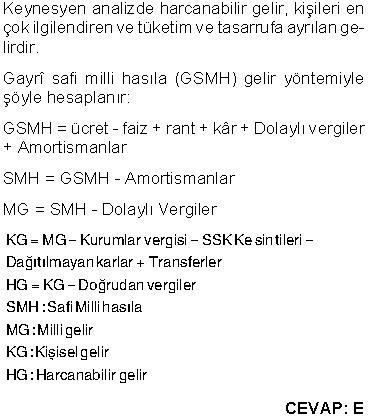 Keynesyen analizde harcanabilir gelir, kişileri en
çok ilgilendiren ve tüketim ve tasarrufa ayrılan ge-
lirdir.
Gayrî safi milli hasıla (GSMH) gelir yöntemiyle
şöyle hesaplanır:
GSMH = ücret - faiz + rant + kâr + Dolaylı vergiler
+ Amortismanlar
SMH = GSMH - Amortismanlar
MG = SMH - Dolaylı Vergiler
KG = MG – Kurumlar vergisi – SSK Kesintileri –
Dağıtılmayan karlar + Transferler
HG = KG – Doğrudan vergiler
SMH : Safi Milli hasıla
MG : Milli gelir
KG : Kişisel gelir
HG : Harcanabilir gelir
CEVAP: E